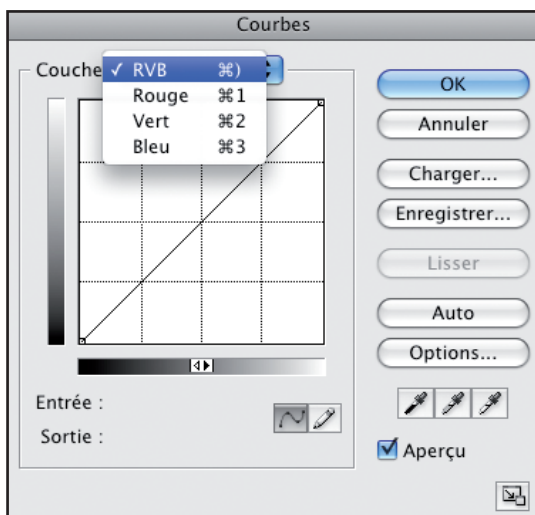 Courbes
Couche
✓ RVB ⌘)
Rouge ⌘1
Vert ⌘2
Bleu ⌘3
Entrée :
Sortie :
OK
Annuler
Charger...
Enregistrer...
Lisser
Auto
Options...
Aperçu